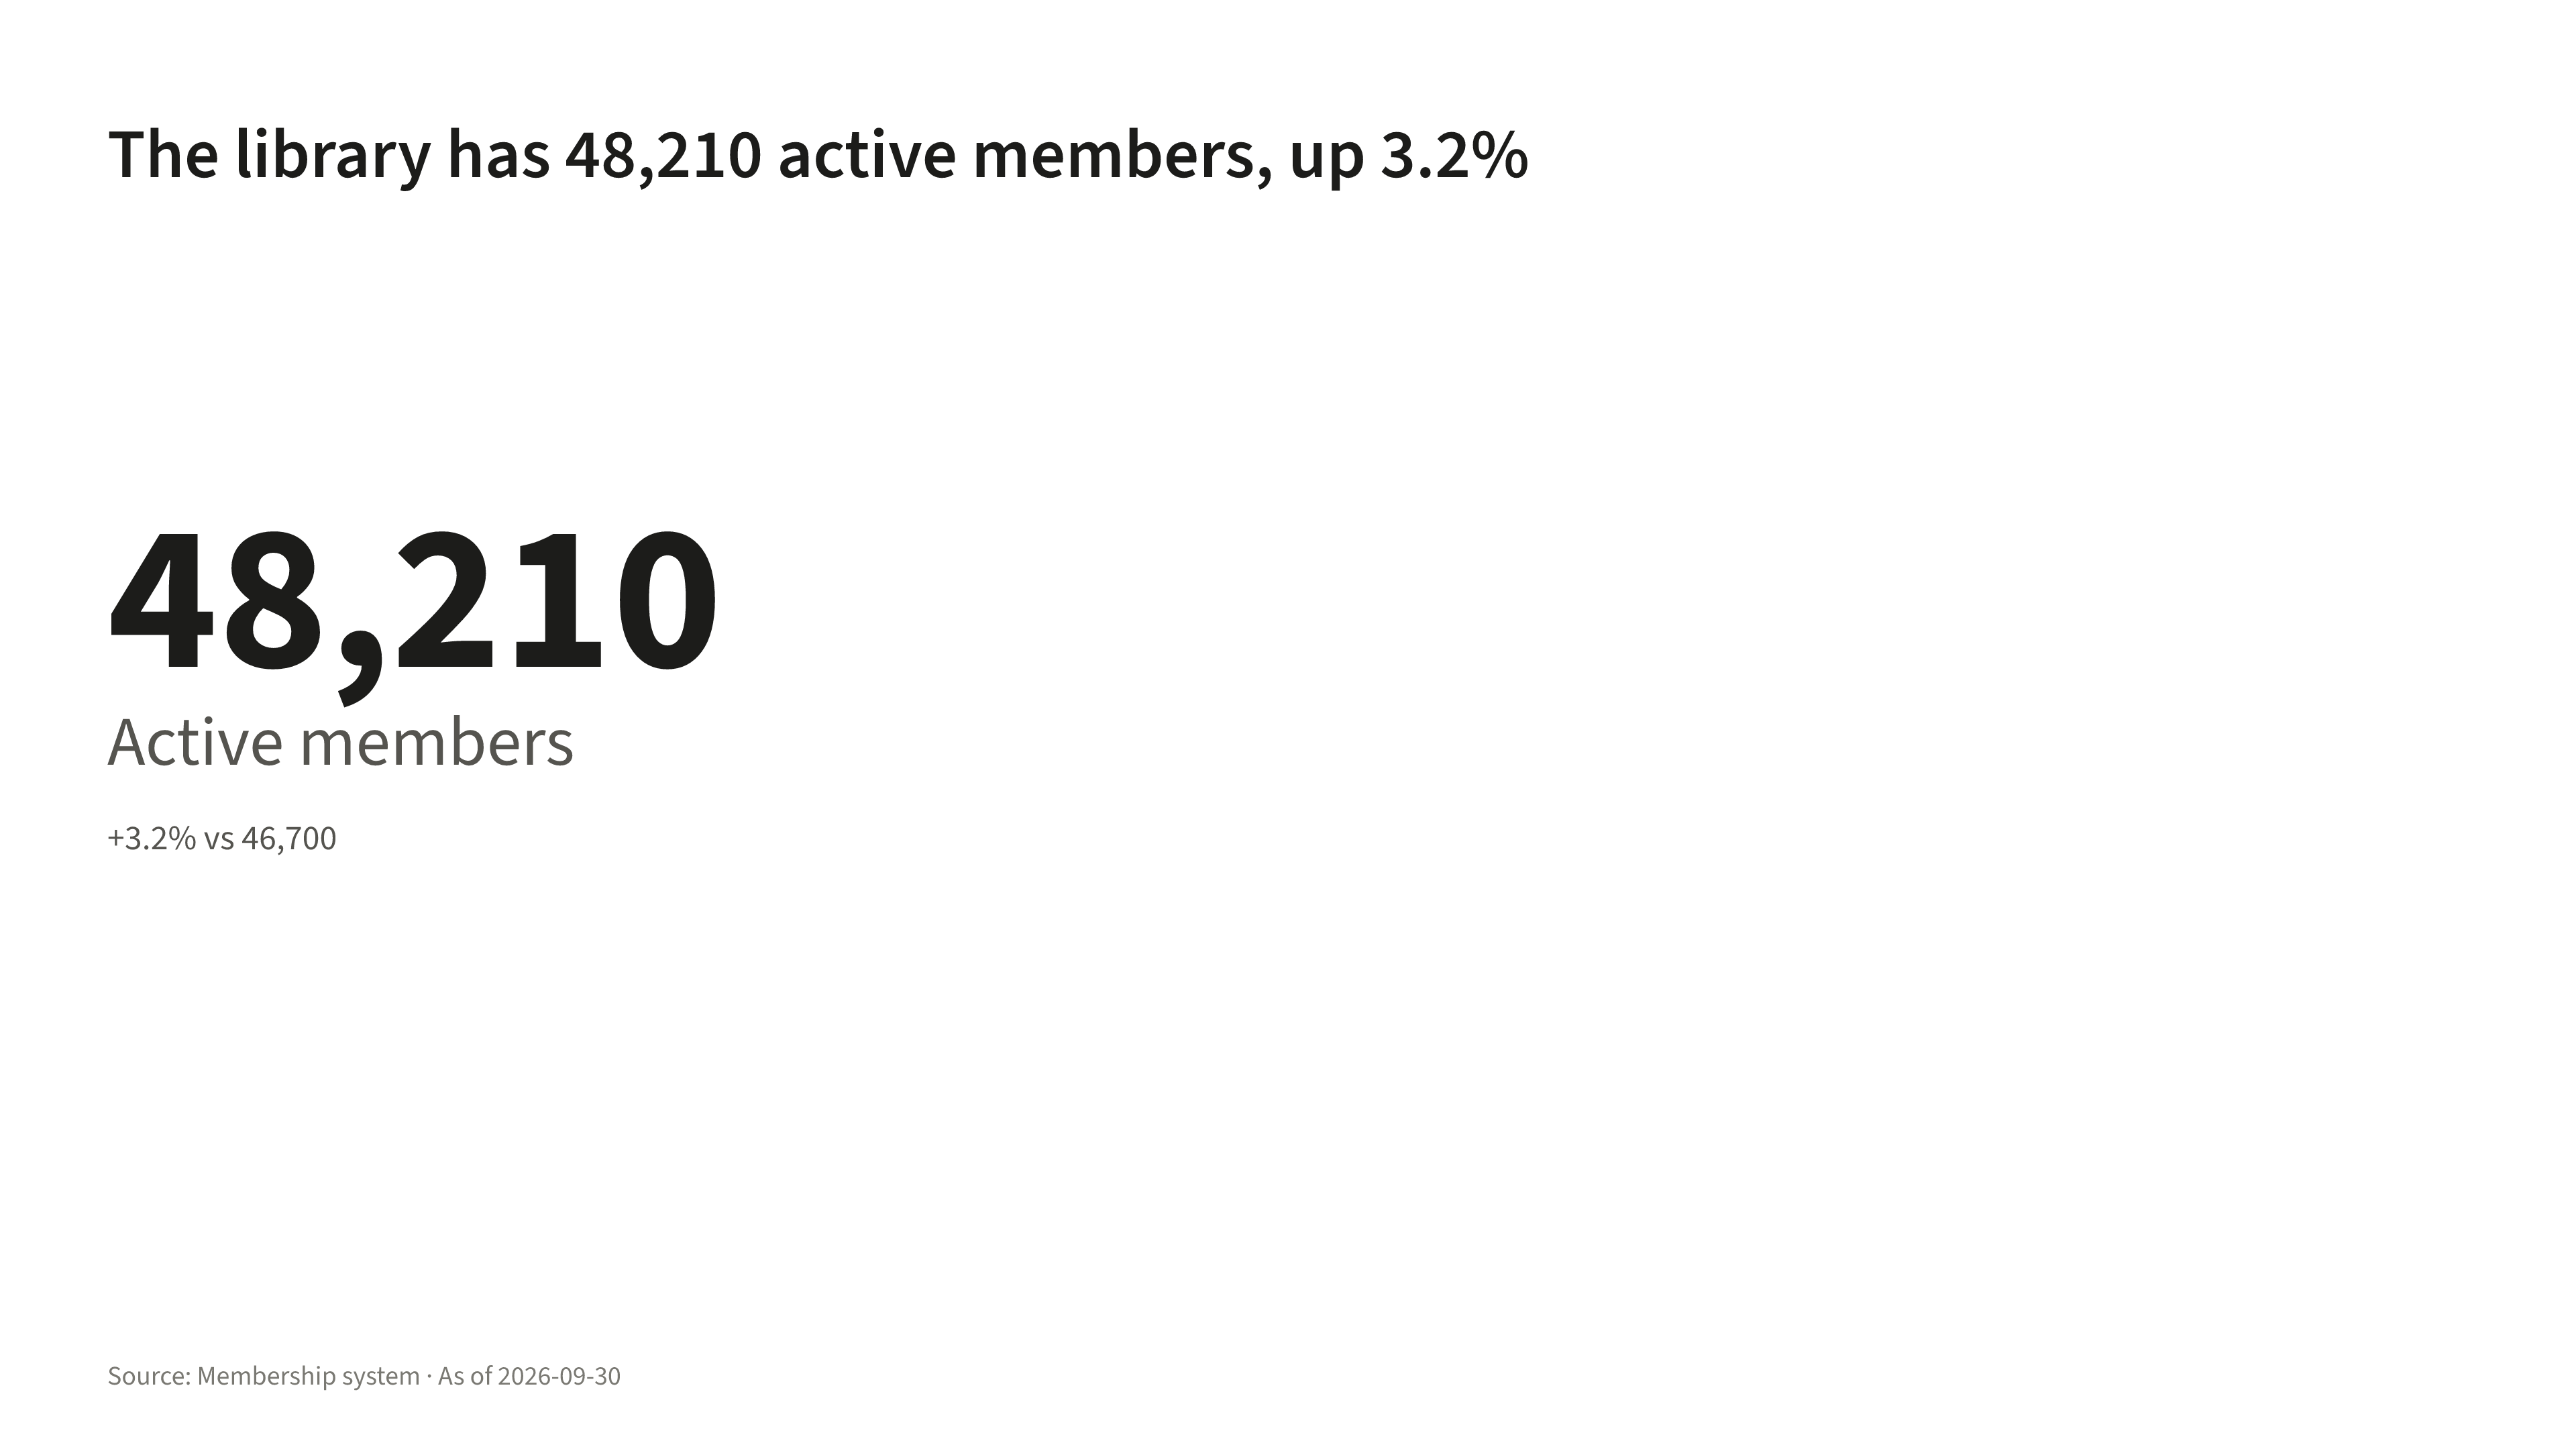 The library has 48,210 active members, up 3.2%
48,210
Active members
+3.2% vs 46,700
Source: Membership system · As of 2026-09-30